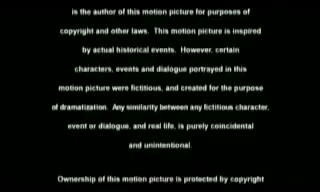 is the author of this motion picture for purposes of
copyright and other laws. This motion picture is inspired
by actual historical events. However, certain
characters, events and dialogue portrayed in this
motion picture were fictitious, and created for the purpose
of dramatization. Any similarity between any fictitious character,
event or dialogue, and real life, is purely coincidental
and unintentional.
Ownership of this motion picture is protected by copyright